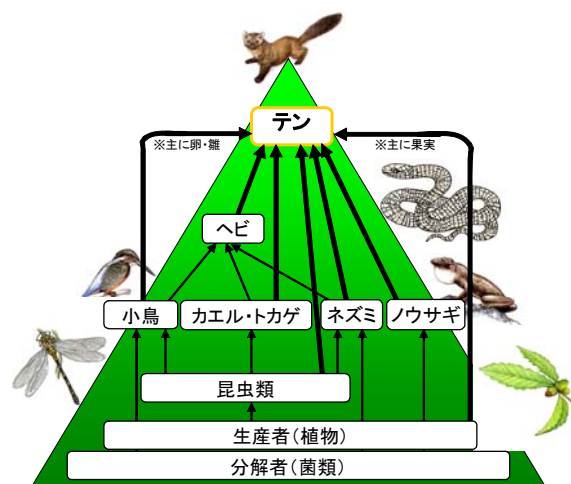 テン
※主に卵・雛
※主に果実
ヘビ
小鳥
カエル・トカゲ
ネズミ
ノウサギ
昆虫類
生産者(植物)
分解者(菌類)